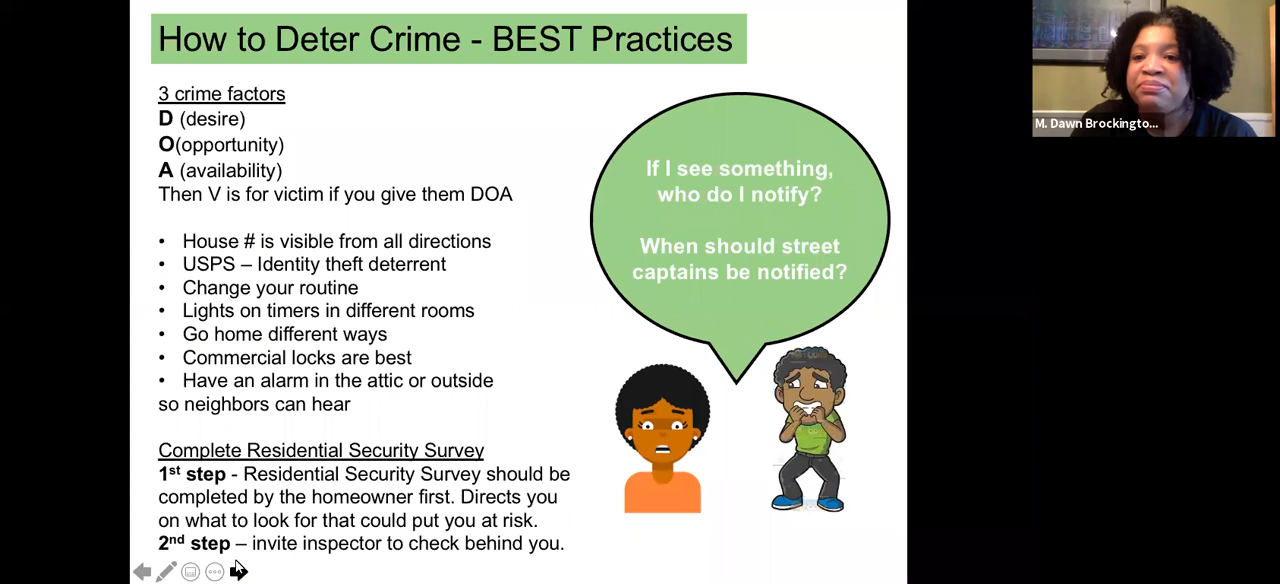 How to Deter Crime - BEST Practices
3 crime factors
D (desire)
O(opportunity)
A (availability)
Then V is for victim if you give them DOA
• House # is visible from all directions
• USPS – Identity theft deterrent
• Change your routine
• Lights on timers in different rooms
• Go home different ways
• Commercial locks are best
• Have an alarm in the attic or outside
so neighbors can hear
Complete Residential Security Survey
1st step - Residential Security Survey should be
completed by the homeowner first. Directs you
on what to look for that could put you at risk.
2nd step – invite inspector to check behind you.
If I see something,
who do I notify?
When should street
captains be notified?
M. Dawn Brockingto...